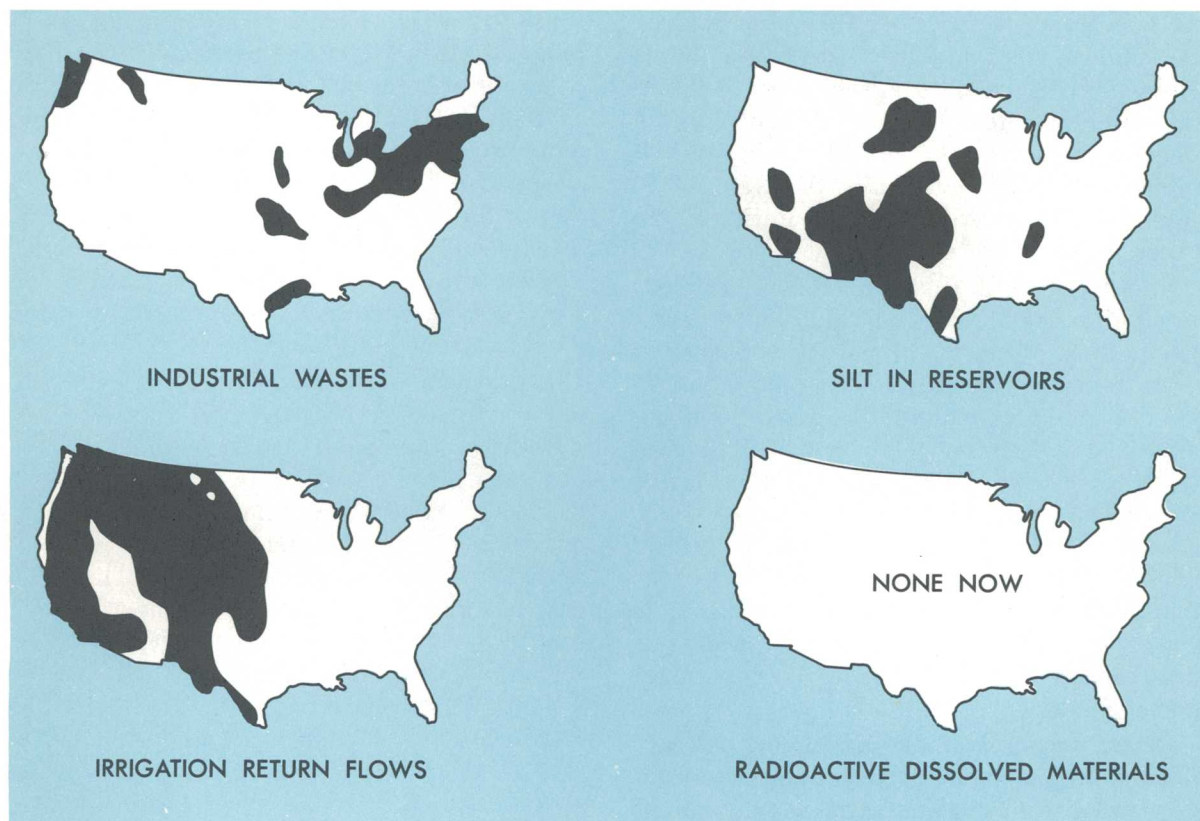 INDUSTRIAL WASTES
SILT IN RESERVOIRS
NONE NOW
IRRIGATION RETURN FLOWS
RADIOACTIVE DISSOLVED MATERIALS